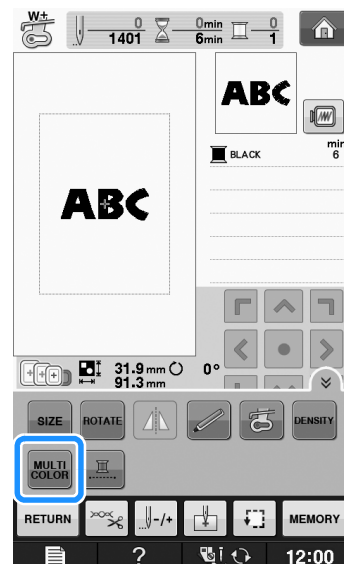 W+
0 0min 0
1401 6min 1
ABC
min
BLACK 6
ABC
31.9 mm 0°
91.3 mm
SIZE ROTATE DENSITY
MULTI
COLOR
RETURN -/+ MEMORY
? 12:00